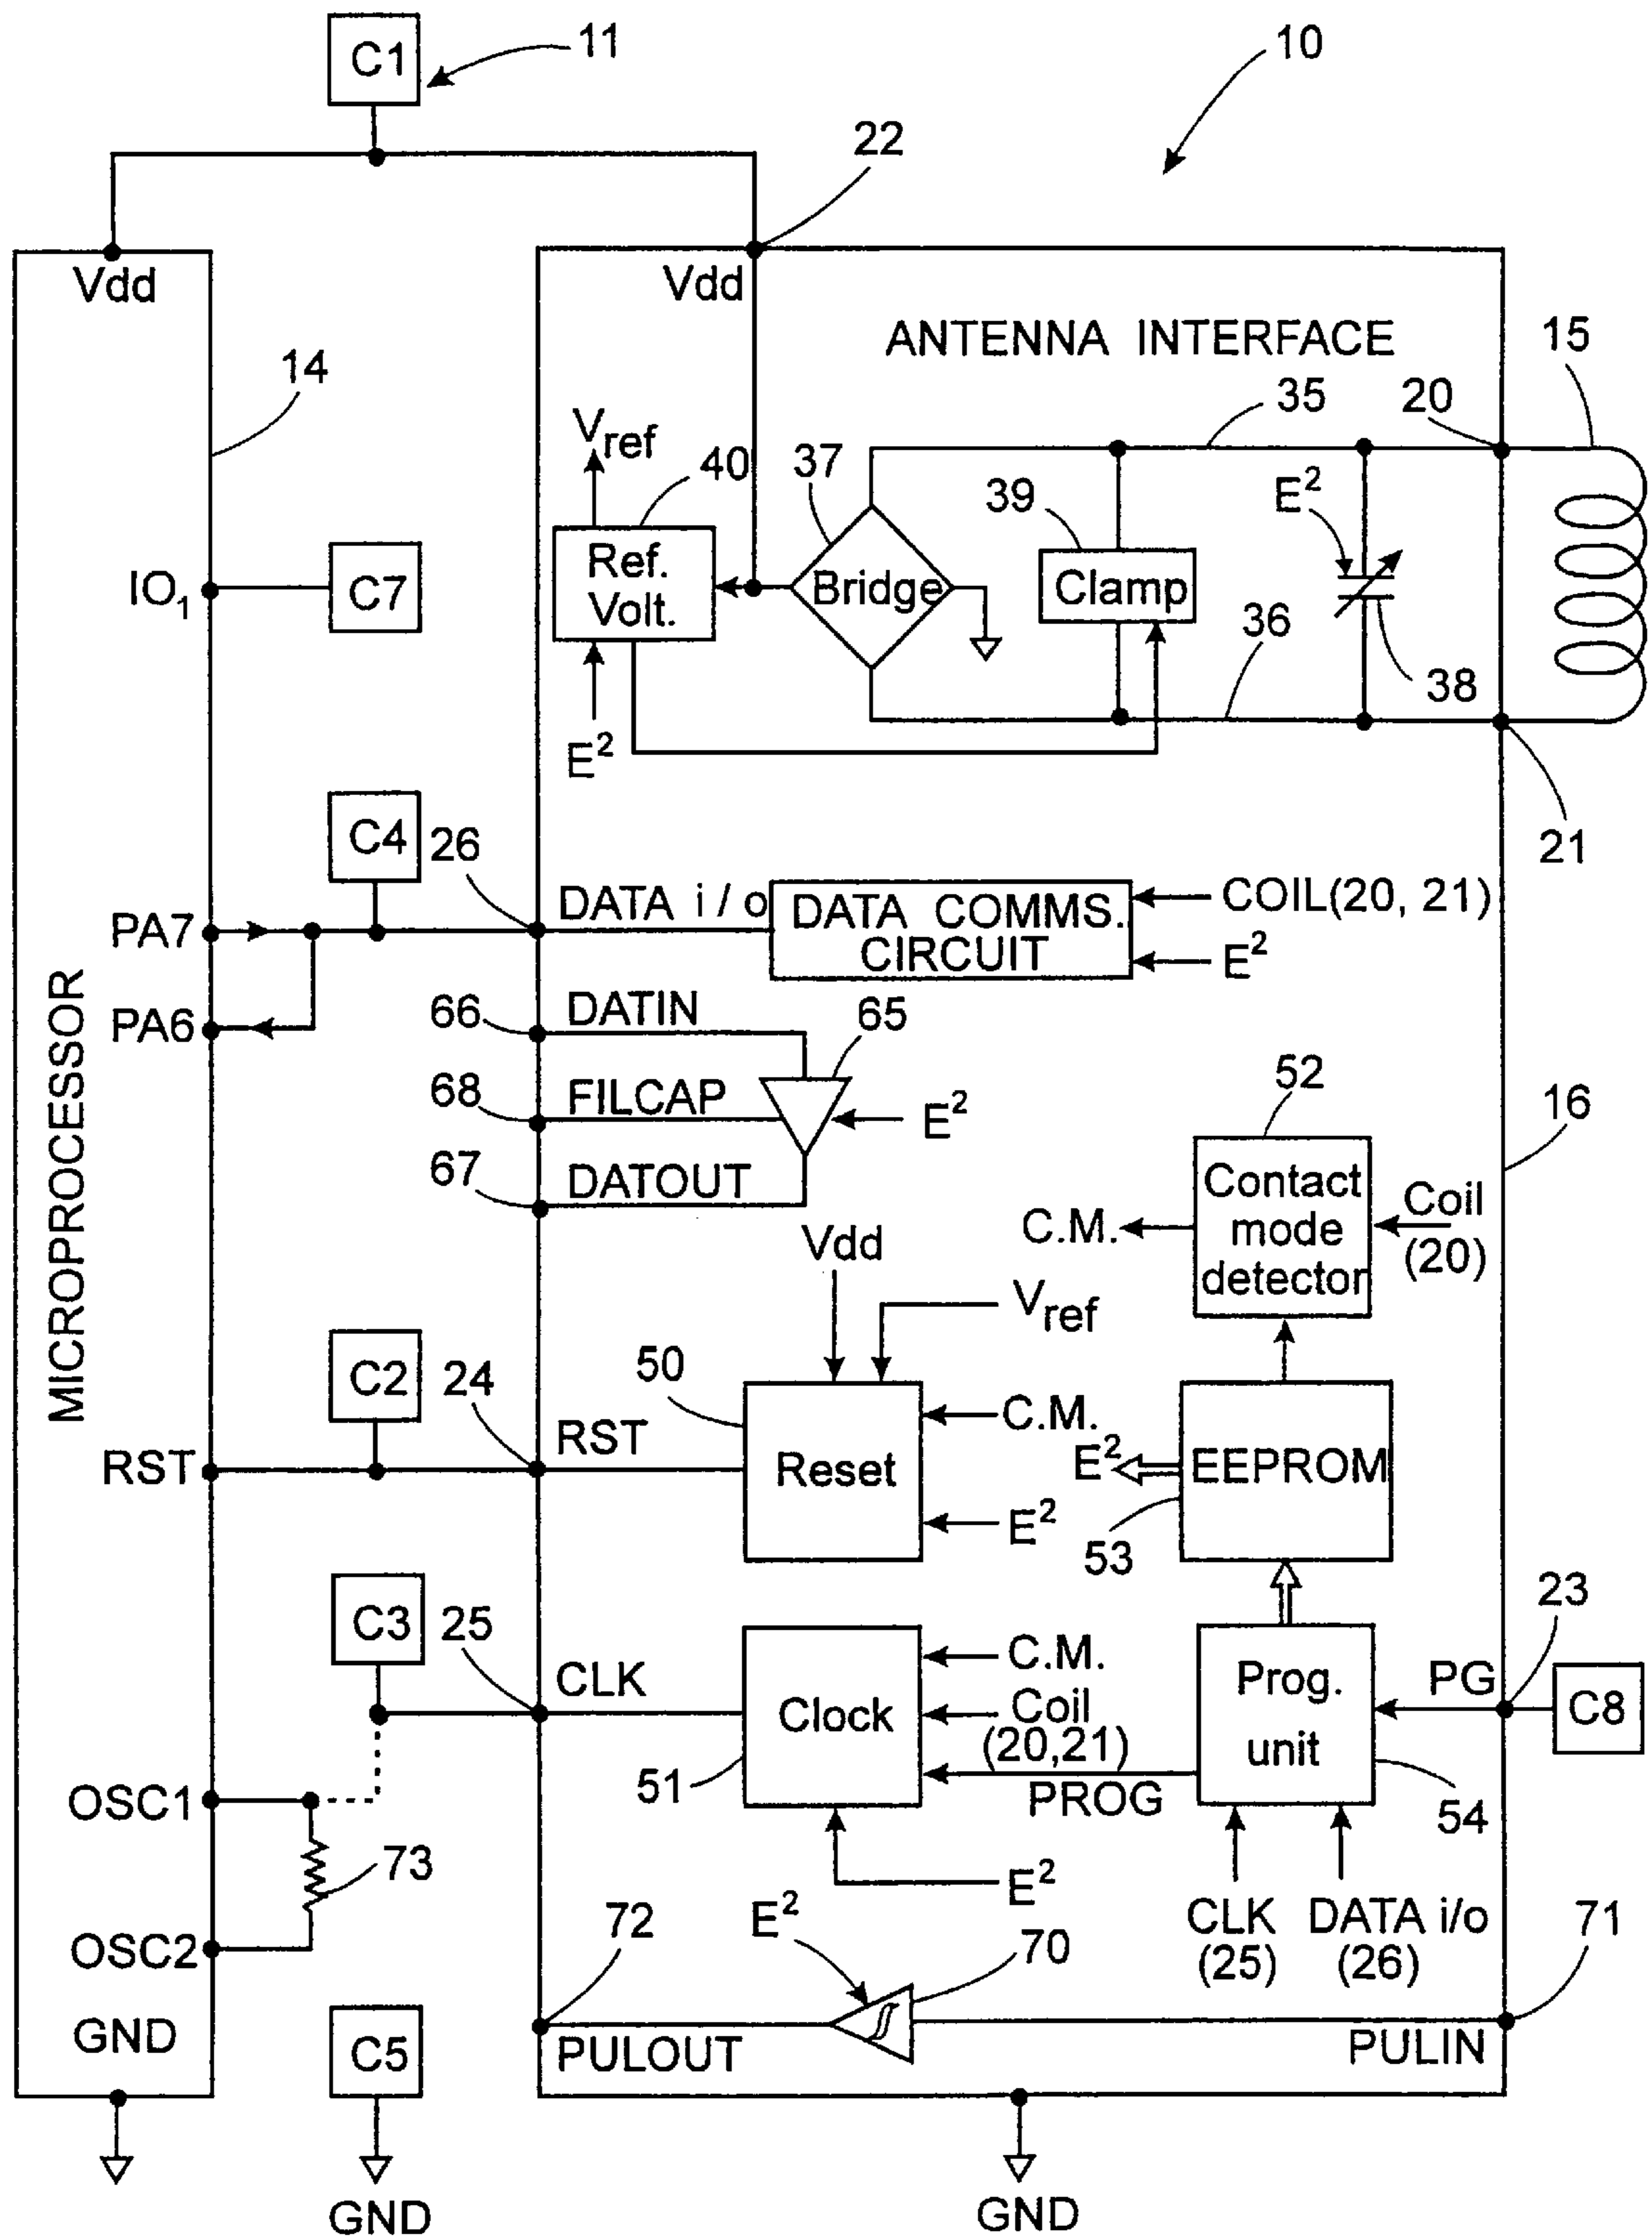 C1
11
10
22
Vdd
Vdd
ANTENNA INTERFACE
15
14
35
20
Vref
40
37
39
E²
Ref.
Volt.
Bridge
Clamp
IO₁
C7
36
38
E²
21
C4
26
DATA i / o
DATA COMMS.
CIRCUIT
COIL(20, 21)
E²
PA7
PA6
MICROPROCESSOR
66
DATIN
65
68
FILCAP
E²
67
DATOUT
52
16
Contact
mode
detector
C.M.
Coil
(20)
Vdd
Vref
C2
24
50
RST
RST
Reset
C.M.
E²
E²
EEPROM
53
C3
25
CLK
Clock
51
C.M.
Coil
(20,21)
PROG
E²
Prog.
unit
PG
23
C8
54
OSC1
73
OSC2
CLK
(25)
DATA i/o
(26)
71
72
E²
70
PULOUT
PULIN
GND
C5
GND
GND